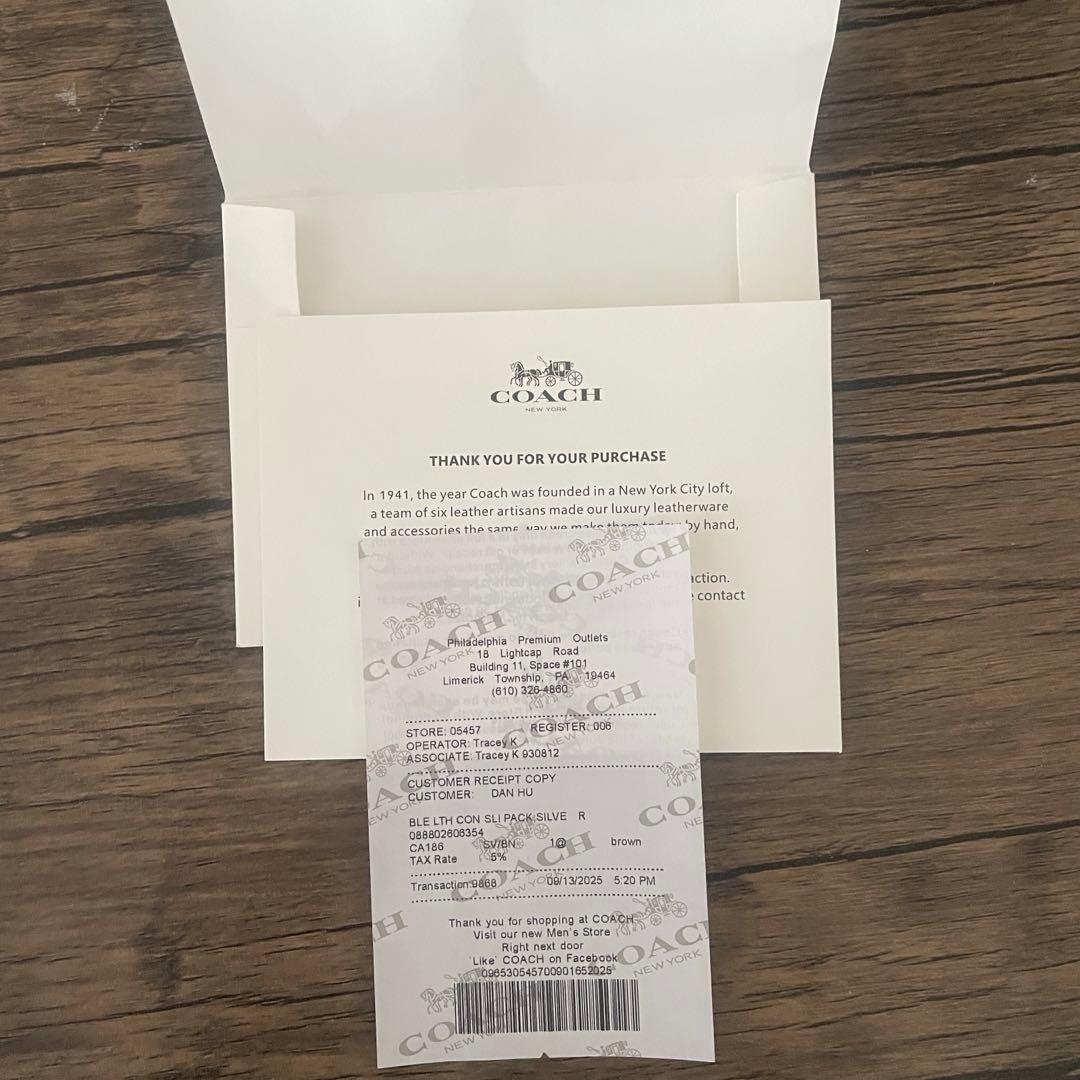 COACH
NEW YORK
THANK YOU FOR YOUR PURCHASE
In 1941, the year Coach was founded in a New York City loft,
a team of six leather artisans made our luxury leatherware
and accessories the same way we make them today: by hand,
action.
contact
COACH
NEW YORK
COACH
NEW YORK
Philadelphia Premium Outlets
18 Lightcap Road
Building 11, Space #101
Limerick Township, PA 19464
(610) 326-4860
STORE: 05457 REGISTER: 006
OPERATOR: Tracey K
ASSOCIATE: Tracey K 930812
CUSTOMER RECEIPT COPY
CUSTOMER: DAN HU
BLE LTH CON SLI PACK:SILVE R
088802606354
CA186 SV/BN 1@ brown
TAX Rate 5%
Transaction:9868 09/13/2025 5:20 PM
Thank you for shopping at COACH
Visit our new Men's Store
Right next door
'Like' COACH on Facebook
096530545700901652025